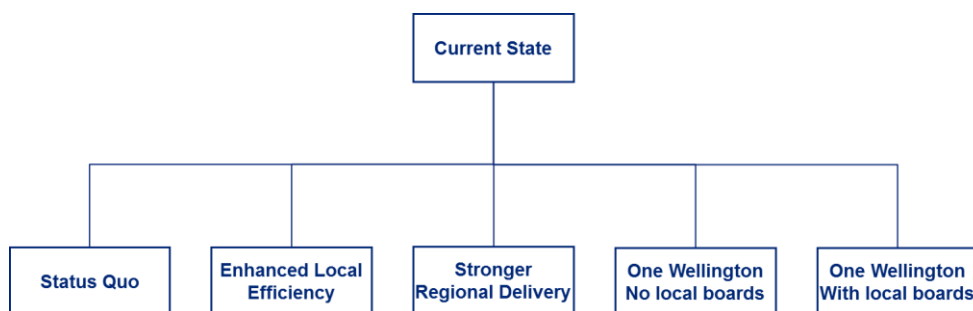 Current State
Status Quo
Enhanced Local
Efficiency
Stronger
Regional Delivery
One Wellington
No local boards
One Wellington
With local boards